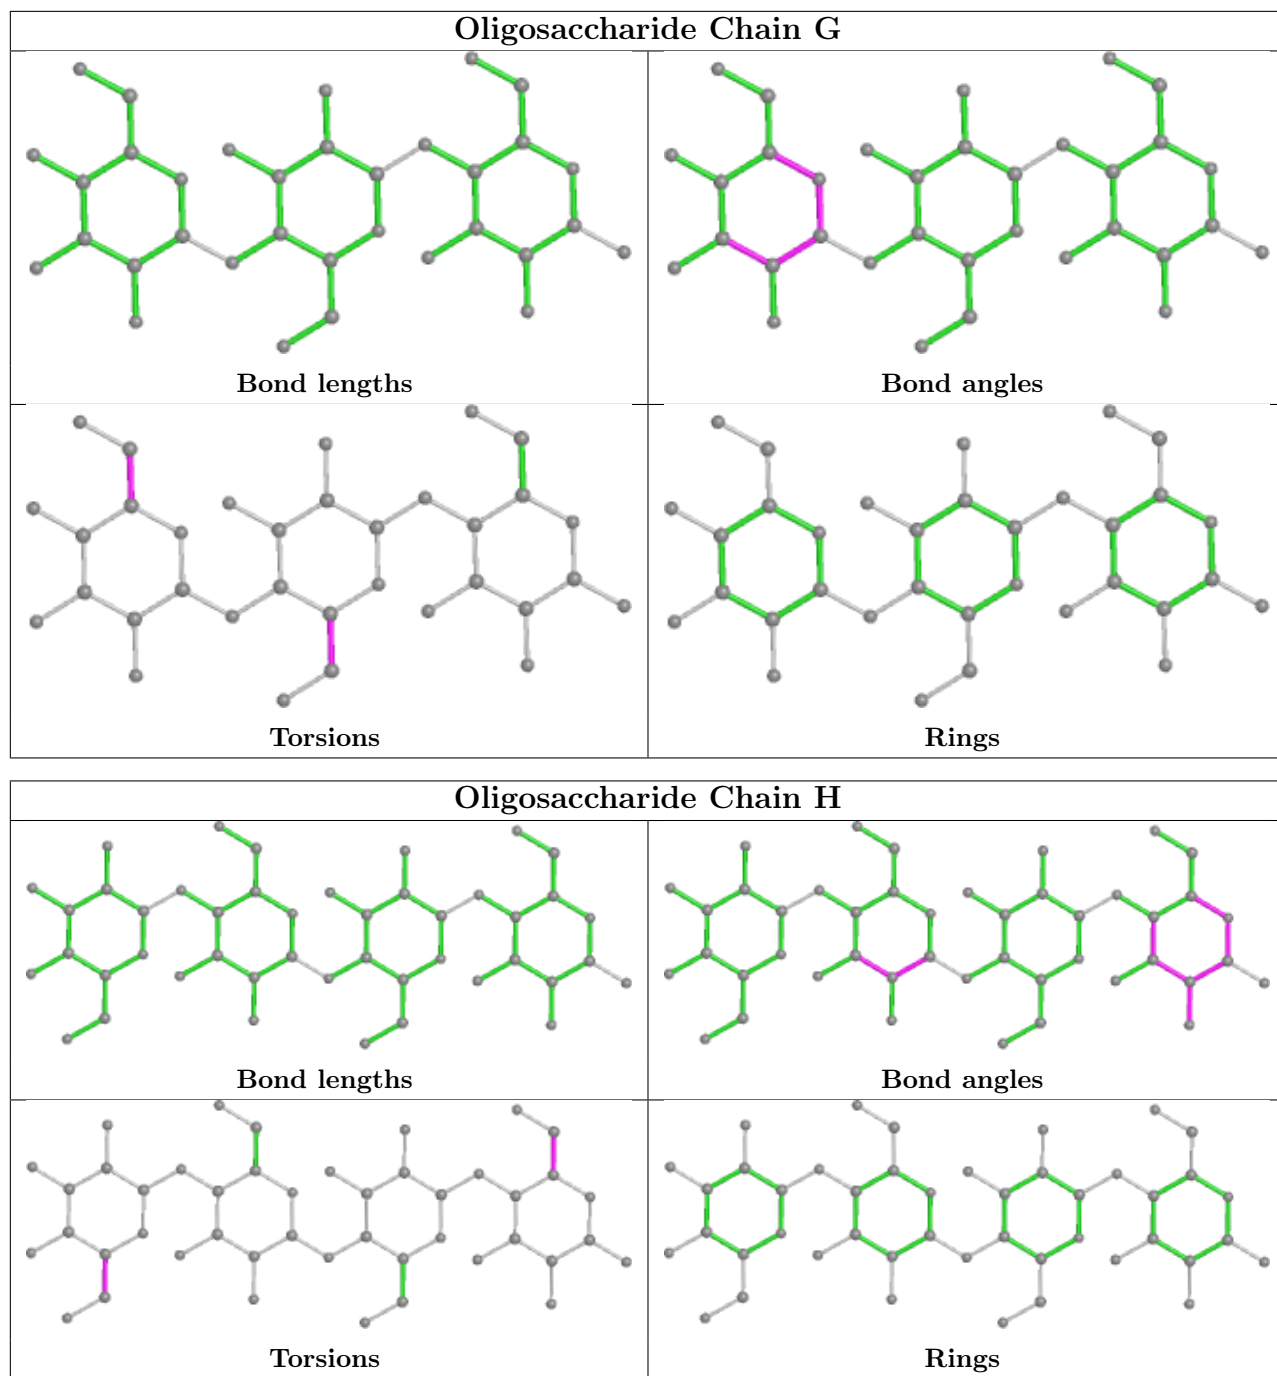 Oligosaccharide Chain G
Bond lengths
Bond angles
Torsions
Rings
Oligosaccharide Chain H
Bond lengths
Bond angles
Torsions
Rings